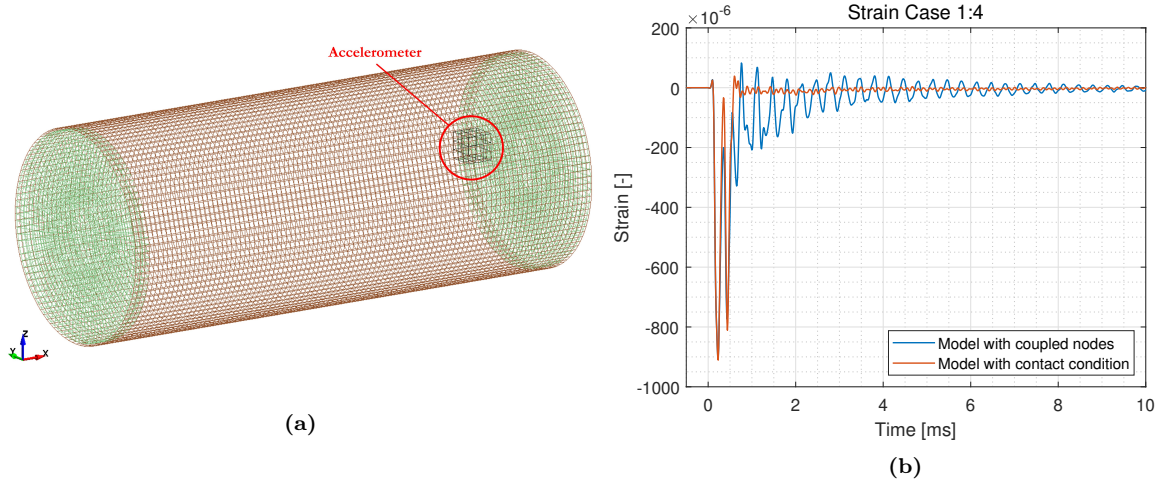 Accelerometer
Z
Y
X
(a)
×10⁻⁶
Strain Case 1:4
200
0
-200
-400
-600
-800
-1000
Strain [-]
Model with coupled nodes
Model with contact condition
0 2 4 6 8 10
Time [ms]
(b)